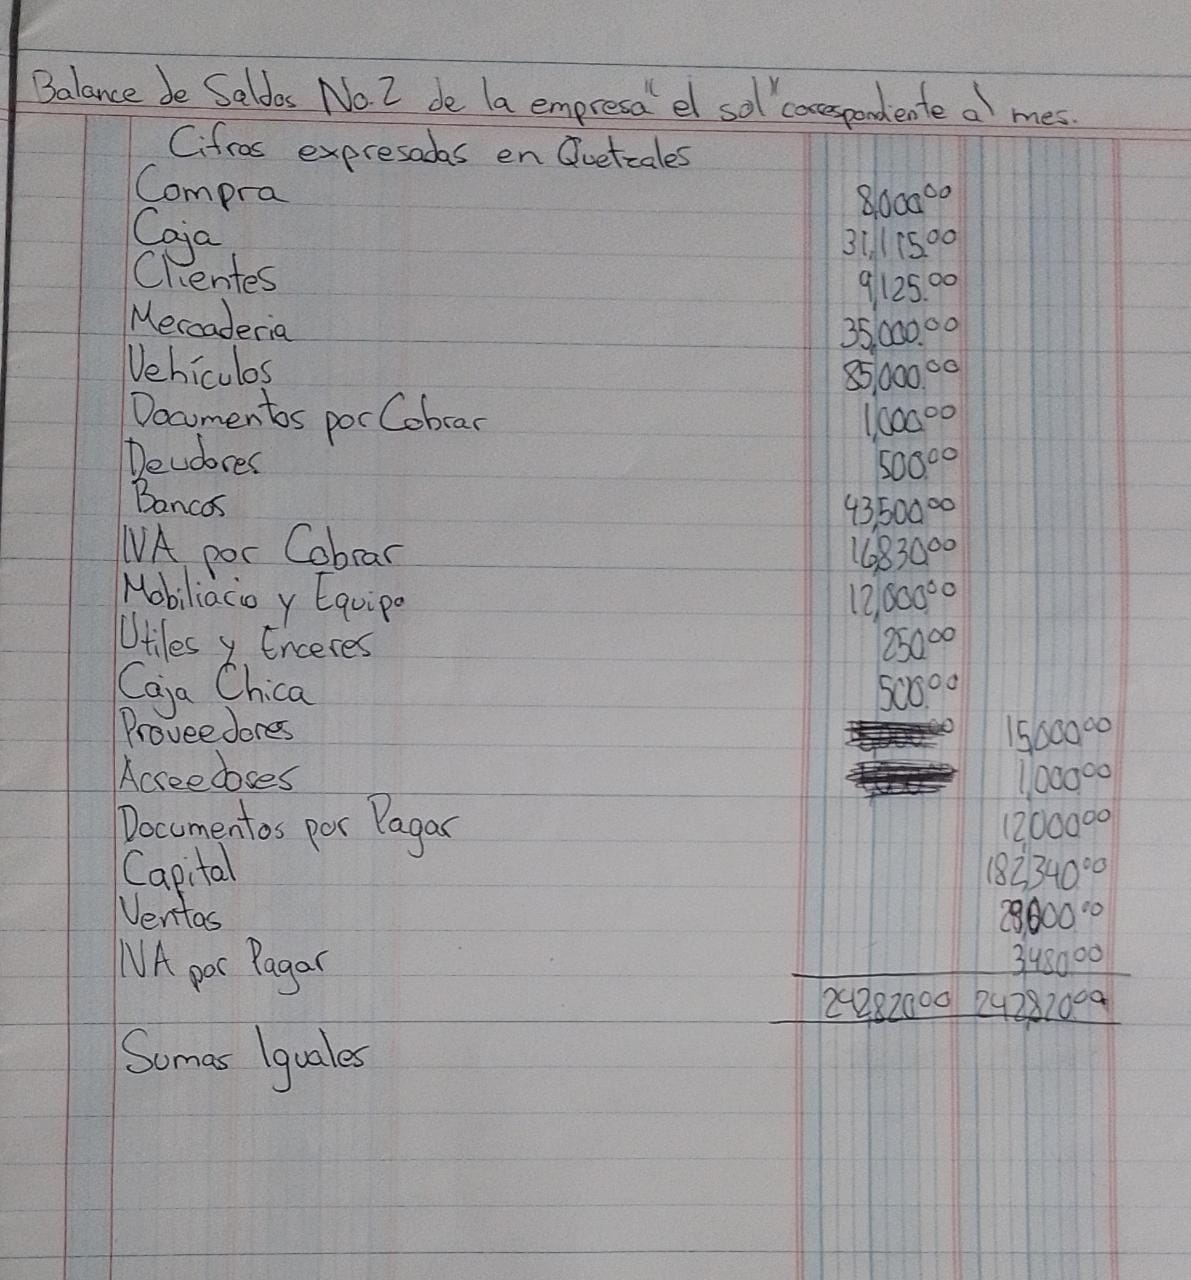 Balance de Saldos No.2 de la empresa "el sol" correspondiente al mes.
Cifras expresadas en Quetzales
Compra 8,000.00
Caja 31,115.00
Clientes 9,125.00
Mercaderia 35,000.00
Vehículos 85,000.00
Documentos por Cobrar 1,000.00
Deudores 500.00
Bancos 43,500.00
IVA por Cobrar 16,830.00
Mobiliario y Equipo 12,000.00
Utiles y Enceres 250.00
Caja Chica 500.00
Proveedores 15,000.00
Acreedores 1,000.00
Documentos por Pagar 12,000.00
Capital 182,340.00
Ventas 29,000.00
IVA por Pagar 3,480.00
242,820.00 242,820.00
Sumas Iguales